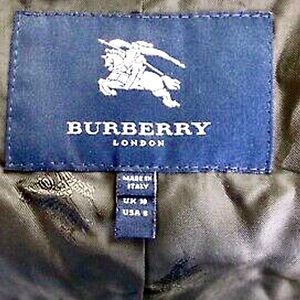 BURBERRY
LONDON
MADE IN
ITALY
UK 10
USA 8